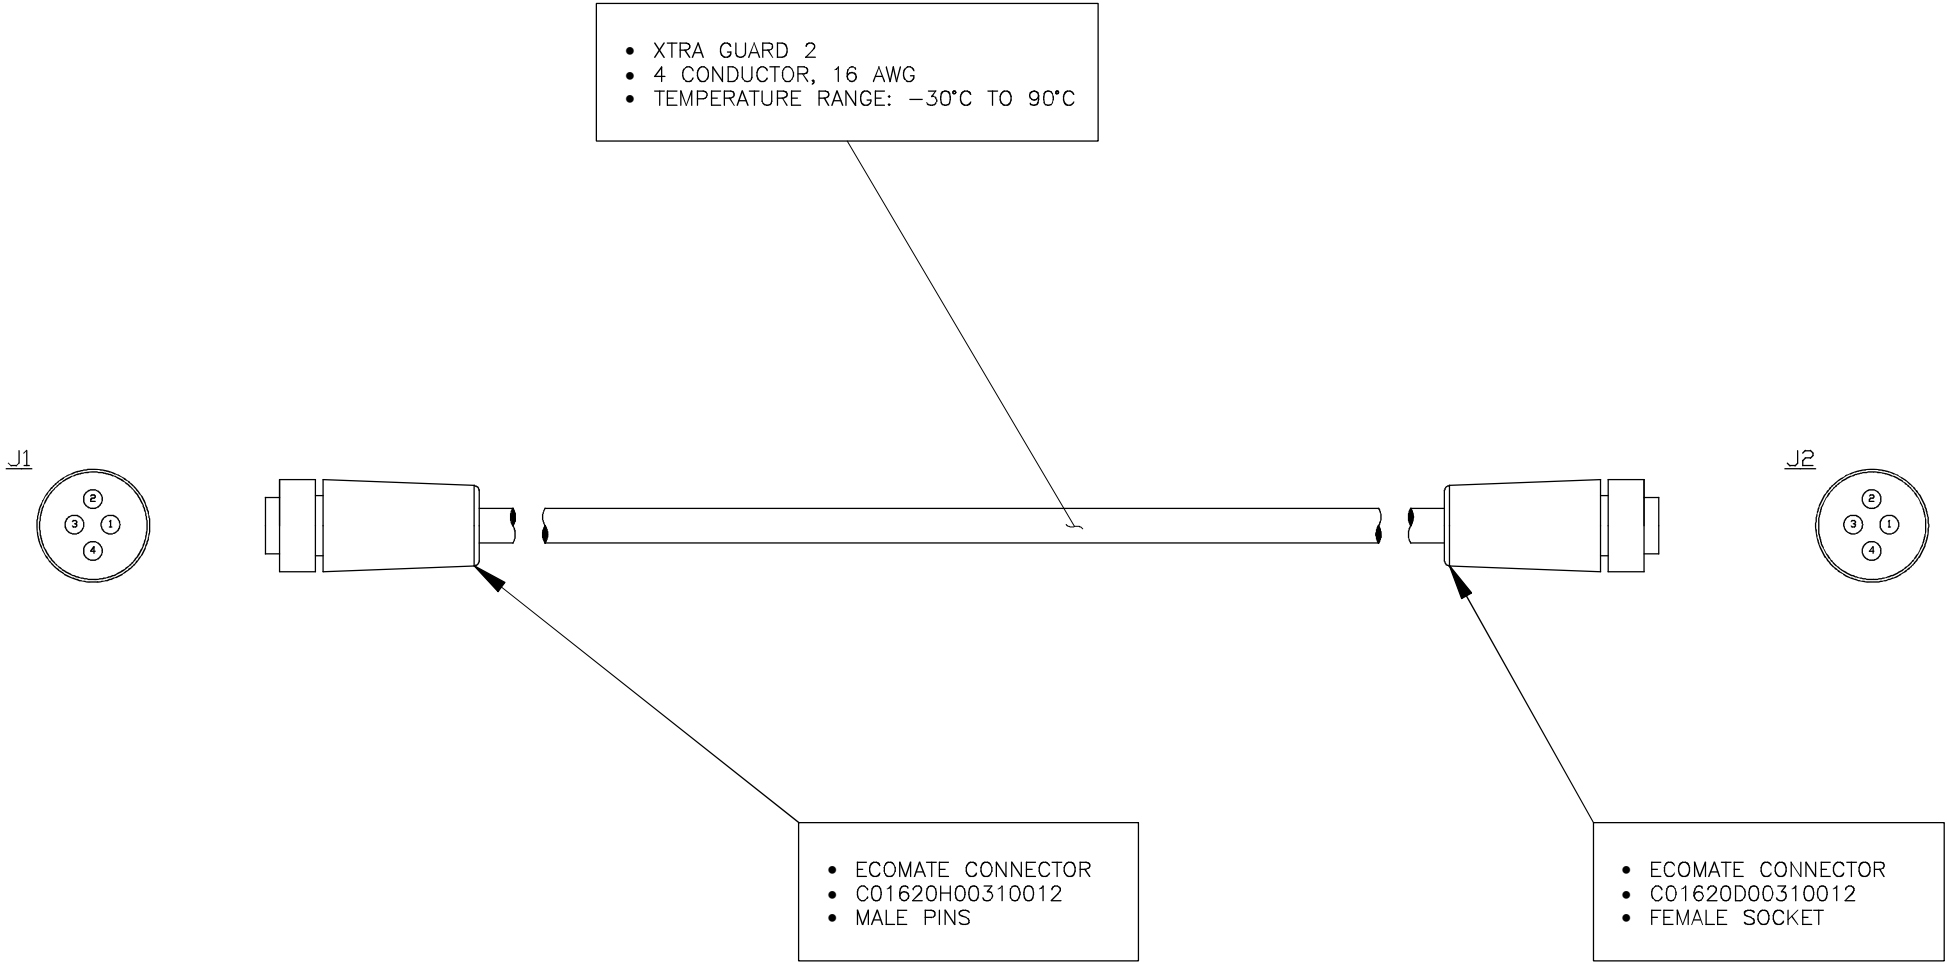 • XTRA GUARD 2
• 4 CONDUCTOR, 16 AWG
• TEMPERATURE RANGE: −30°C TO 90°C
J1
2
3 1
4
J2
2
3 1
4
• ECOMATE CONNECTOR
• C01620H00310012
• MALE PINS
• ECOMATE CONNECTOR
• C01620D00310012
• FEMALE SOCKET